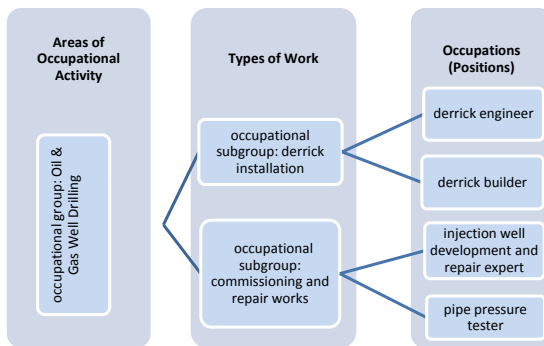 Areas of
Occupational
Activity
occupational group: Oil &
Gas Well Drilling
Types of Work
occupational
subgroup: derrick
installation
occupational
subgroup:
commissioning and
repair works
Occupations
(Positions)
derrick engineer
derrick builder
injection well
development and
repair expert
pipe pressure
tester